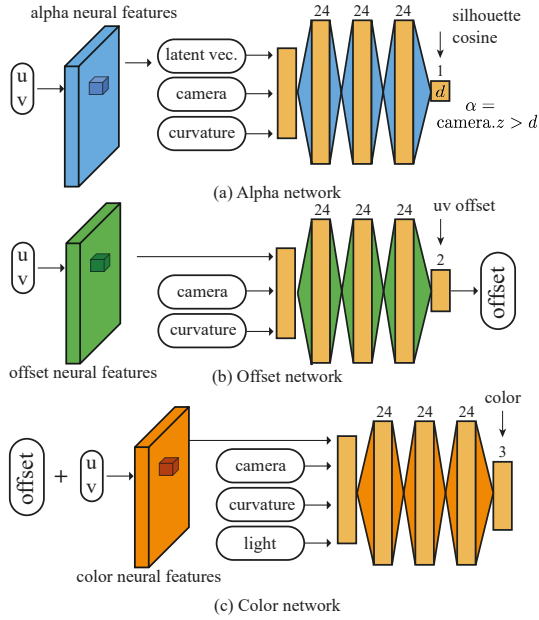 alpha neural features
u
v
latent vec.
camera
curvature
24 24 24
silhouette
cosine
1
d
α =
camera.z > d
(a) Alpha network
u
v
offset neural features
camera
curvature
24 24 24
uv offset
2
offset
(b) Offset network
offset
+
u
v
color neural features
camera
curvature
light
24 24 24
color
3
(c) Color network